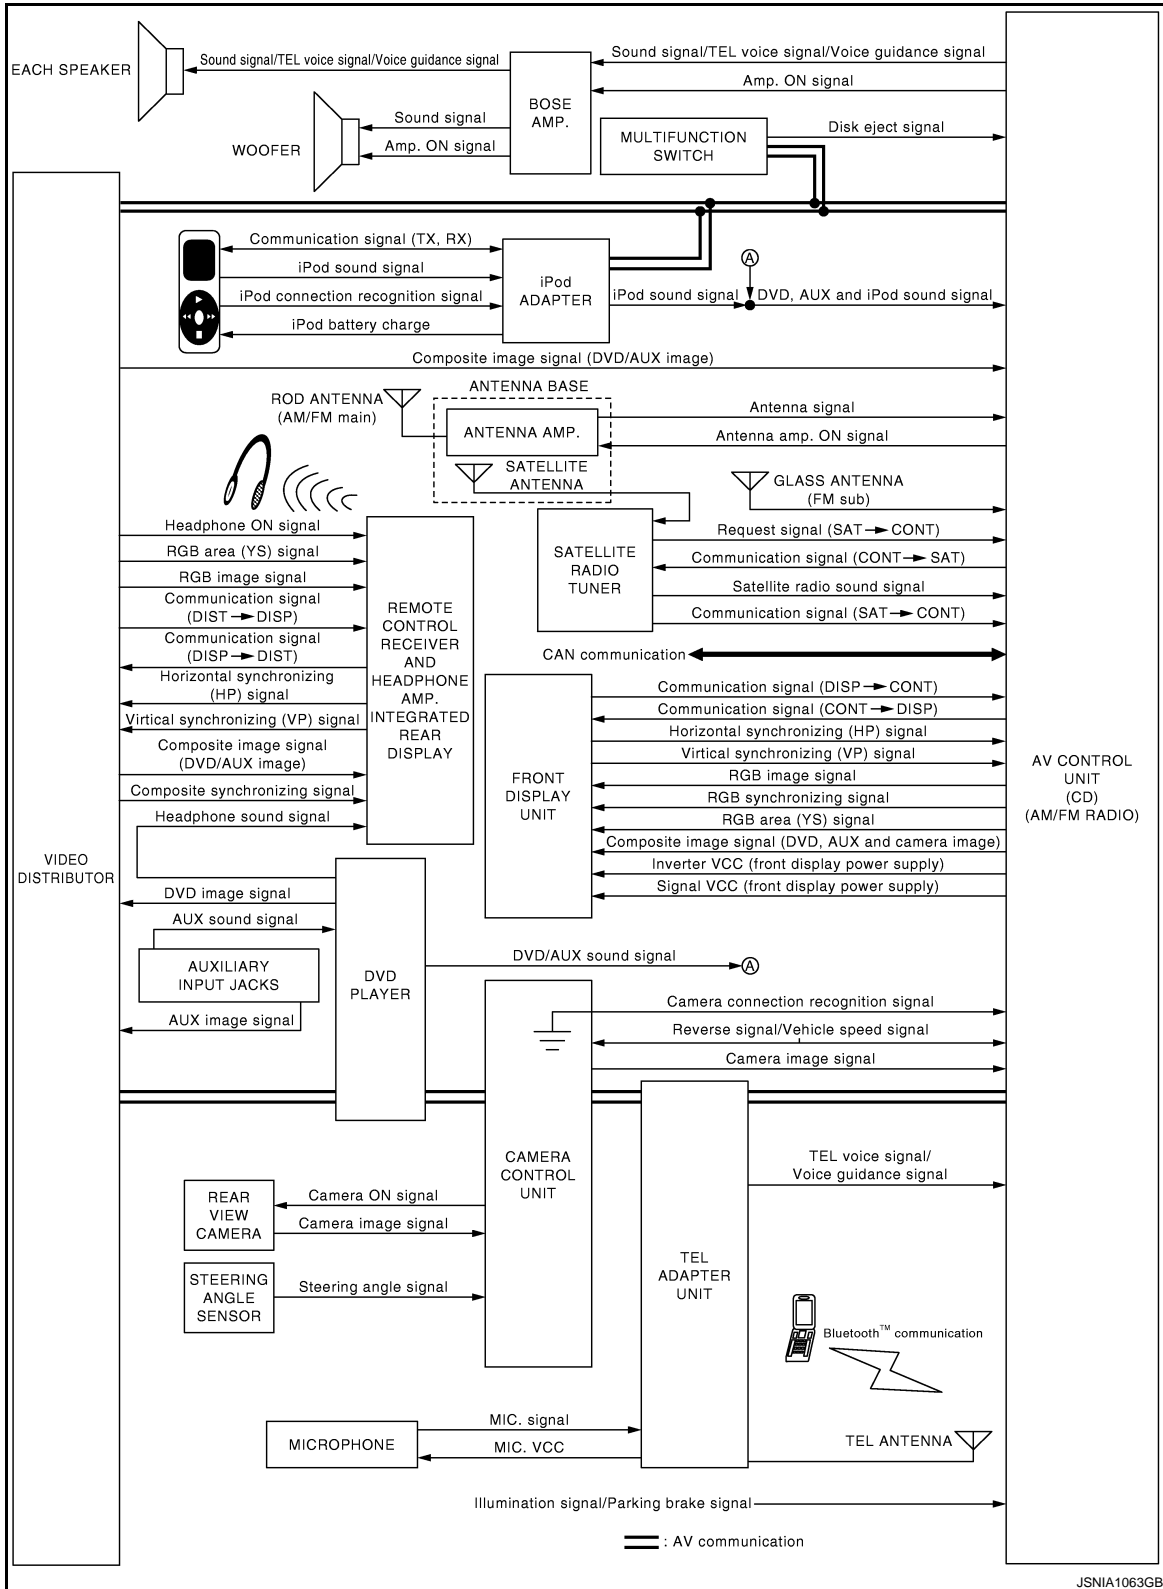 EACH SPEAKER
Sound signal/TEL voice signal/Voice guidance signal
Sound signal/TEL voice signal/Voice guidance signal
Amp. ON signal
BOSE
AMP.
Sound signal
Amp. ON signal
WOOFER
MULTIFUNCTION
SWITCH
Disk eject signal
Communication signal (TX, RX)
iPod sound signal
iPod connection recognition signal
iPod battery charge
iPod
ADAPTER
iPod sound signal
A
DVD, AUX and iPod sound signal
Composite image signal (DVD/AUX image)
ROD ANTENNA
(AM/FM main)
ANTENNA BASE
ANTENNA AMP.
Antenna signal
Antenna amp. ON signal
SATELLITE
ANTENNA
GLASS ANTENNA
(FM sub)
SATELLITE
RADIO
TUNER
Request signal (SAT→CONT)
Communication signal (CONT→SAT)
Satellite radio sound signal
Communication signal (SAT→CONT)
CAN communication
Headphone ON signal
RGB area (YS) signal
RGB image signal
Communication signal
(DIST→DISP)
Communication signal
(DISP→DIST)
Horizontal synchronizing
(HP) signal
Virtical synchronizing (VP) signal
Composite image signal
(DVD/AUX image)
Composite synchronizing signal
Headphone sound signal
REMOTE
CONTROL
RECEIVER
AND
HEADPHONE
AMP.
INTEGRATED
REAR
DISPLAY
FRONT
DISPLAY
UNIT
Communication signal (DISP→CONT)
Communication signal (CONT→DISP)
Horizontal synchronizing (HP) signal
Virtical synchronizing (VP) signal
RGB image signal
RGB synchronizing signal
RGB area (YS) signal
Composite image signal (DVD, AUX and camera image)
Inverter VCC (front display power supply)
Signal VCC (front display power supply)
AV CONTROL
UNIT
(CD)
(AM/FM RADIO)
VIDEO
DISTRIBUTOR
DVD image signal
AUX sound signal
AUXILIARY
INPUT JACKS
AUX image signal
DVD
PLAYER
DVD/AUX sound signal
A
Camera connection recognition signal
Reverse signal/Vehicle speed signal
Camera image signal
CAMERA
CONTROL
UNIT
REAR
VIEW
CAMERA
Camera ON signal
Camera image signal
STEERING
ANGLE
SENSOR
Steering angle signal
TEL
ADAPTER
UNIT
TEL voice signal/
Voice guidance signal
Bluetooth™ communication
MICROPHONE
MIC. signal
MIC. VCC
TEL ANTENNA
Illumination signal/Parking brake signal
: AV communication
JSNIA1063GB